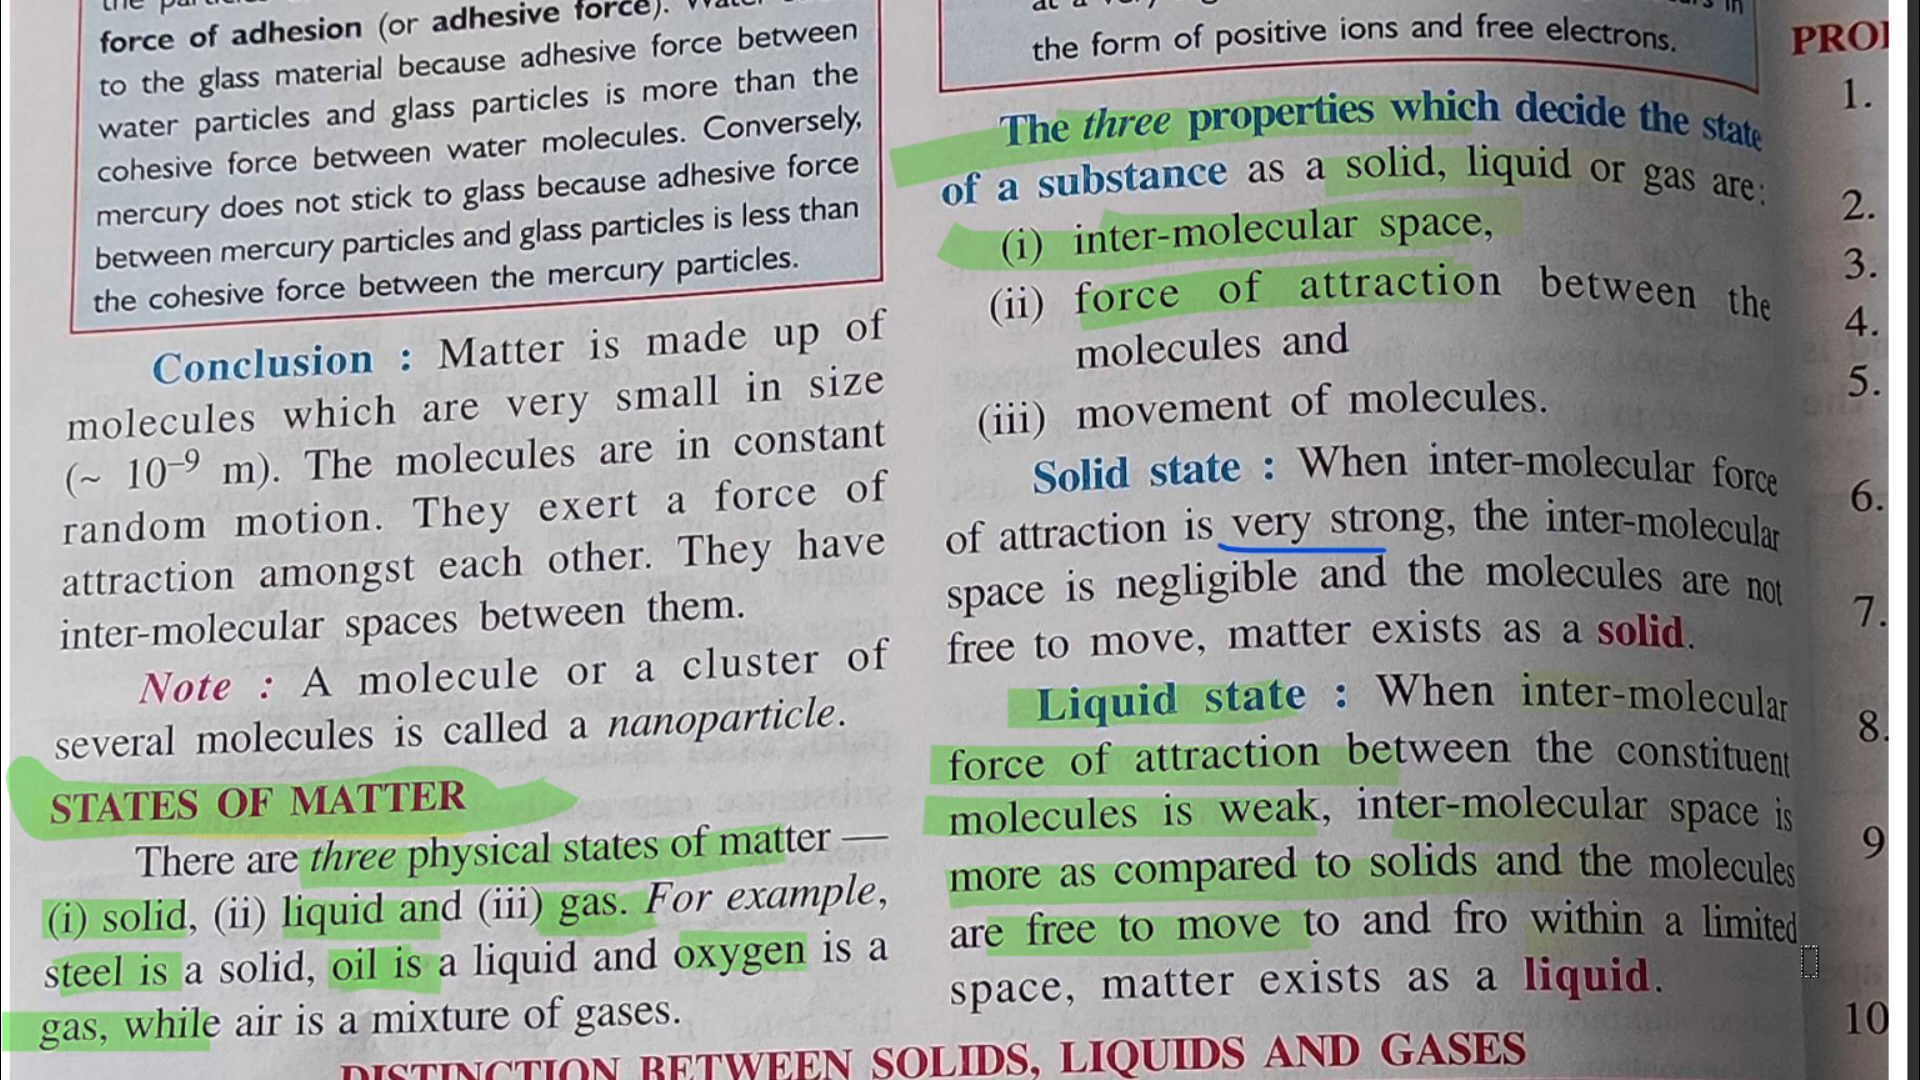 force of adhesion (or adhesive force).
to the glass material because adhesive force between
water particles and glass particles is more than the
cohesive force between water molecules. Conversely,
mercury does not stick to glass because adhesive force
between mercury particles and glass particles is less than
the cohesive force between the mercury particles.
Conclusion : Matter is made up of
molecules which are very small in size
(~ 10⁻⁹ m). The molecules are in constant
random motion. They exert a force of
attraction amongst each other. They have
inter-molecular spaces between them.
Note : A molecule or a cluster of
several molecules is called a nanoparticle.
STATES OF MATTER
There are three physical states of matter —
(i) solid, (ii) liquid and (iii) gas. For example,
steel is a solid, oil is a liquid and oxygen is a
gas, while air is a mixture of gases.
the form of positive ions and free electrons.
The three properties which decide the state
of a substance as a solid, liquid or gas are:
(i) inter-molecular space,
(ii) force of attraction between the
molecules and
(iii) movement of molecules.
Solid state : When inter-molecular force
of attraction is very strong, the inter-molecular
space is negligible and the molecules are not
free to move, matter exists as a solid.
Liquid state : When inter-molecular
force of attraction between the constituent
molecules is weak, inter-molecular space is
more as compared to solids and the molecules
are free to move to and fro within a limited
space, matter exists as a liquid.
DISTINCTION BETWEEN SOLIDS, LIQUIDS AND GASES
1.
2.
3.
4.
5.
6.
7.
8.
9
10